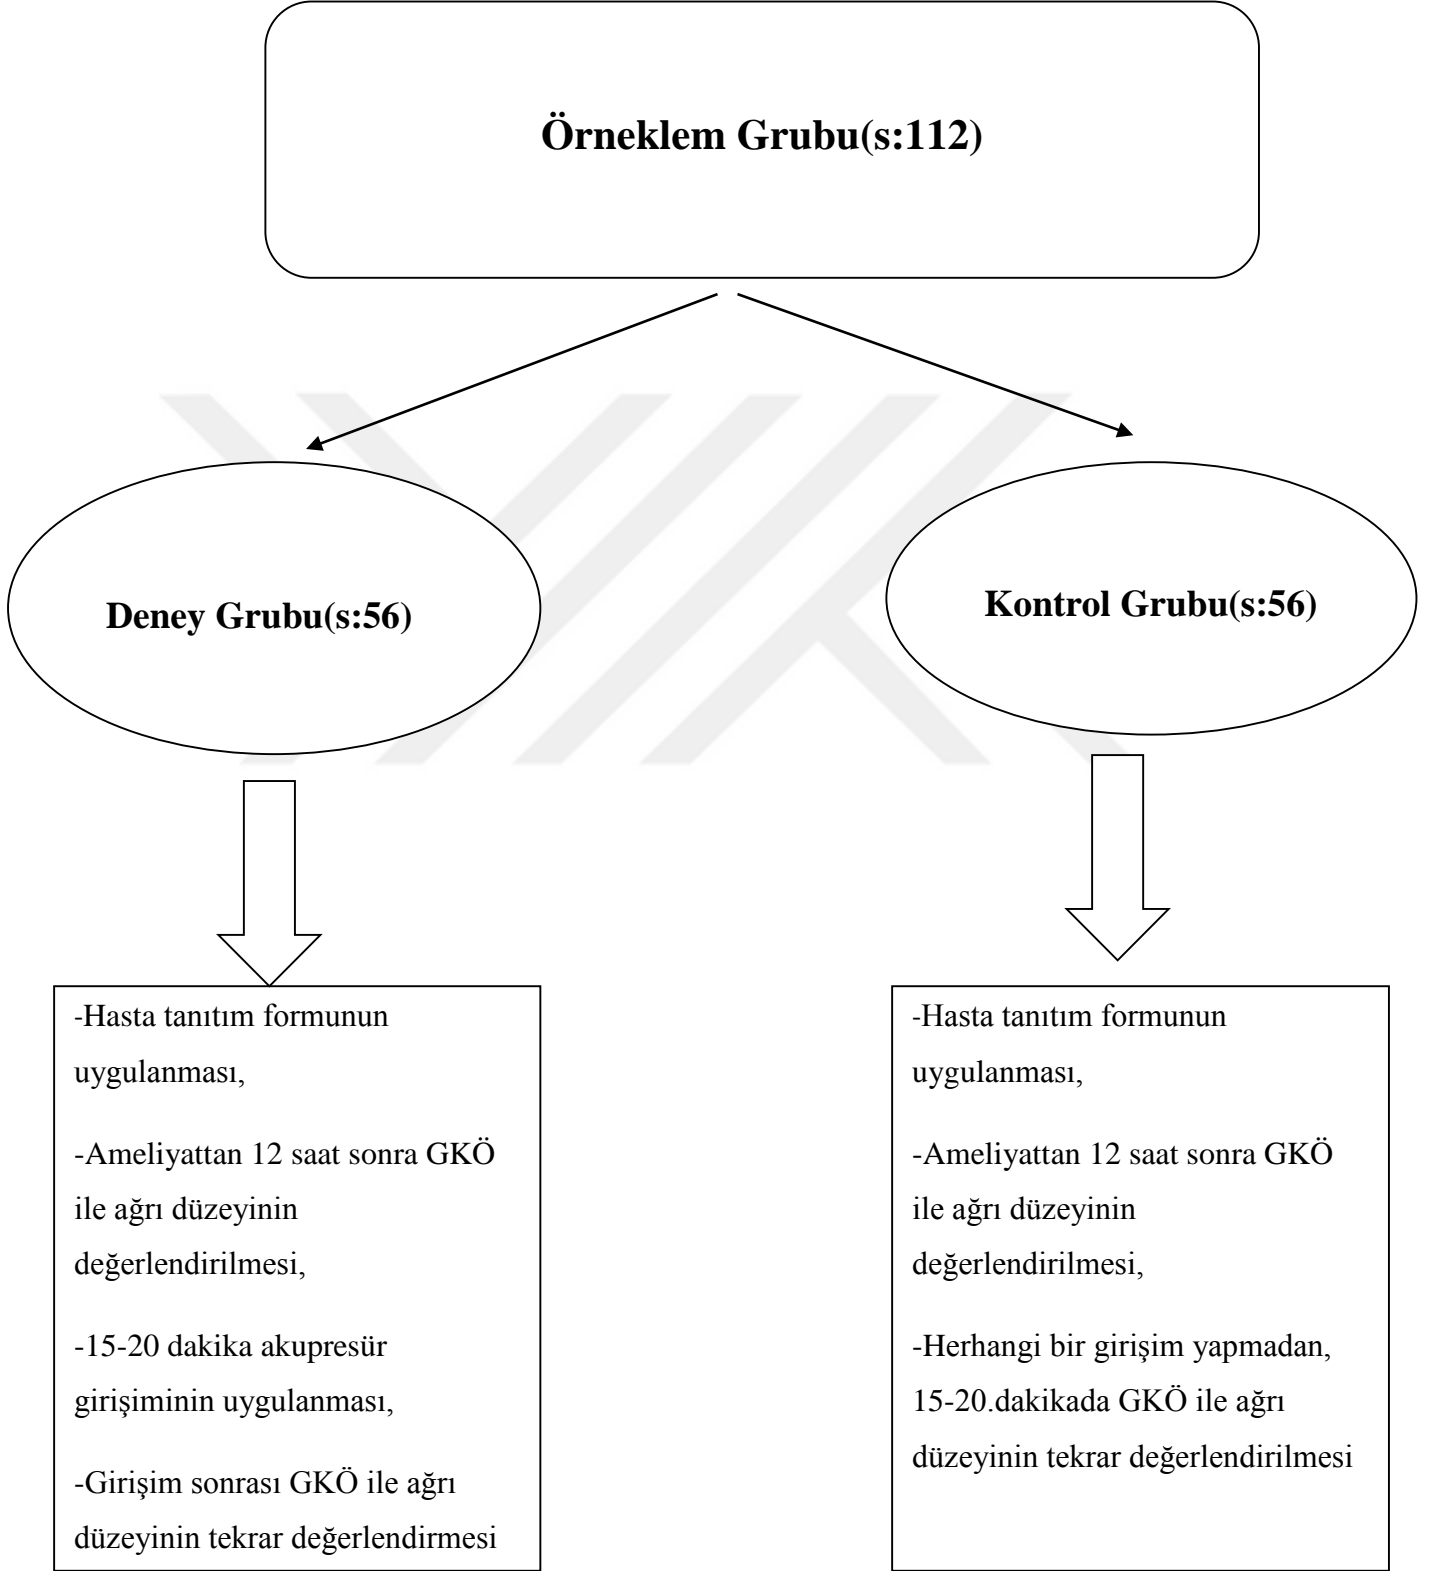 Örneklem Grubu(s:112)
Deney Grubu(s:56)
Kontrol Grubu(s:56)
-Hasta tanıtım formunun
uygulanması,
-Ameliyattan 12 saat sonra GKÖ
ile ağrı düzeyinin
değerlendirilmesi,
-15-20 dakika akupresür
girişiminin uygulanması,
-Girişim sonrası GKÖ ile ağrı
düzeyinin tekrar değerlendirmesi
-Hasta tanıtım formunun
uygulanması,
-Ameliyattan 12 saat sonra GKÖ
ile ağrı düzeyinin
değerlendirilmesi,
-Herhangi bir girişim yapmadan,
15-20.dakikada GKÖ ile ağrı
düzeyinin tekrar değerlendirilmesi